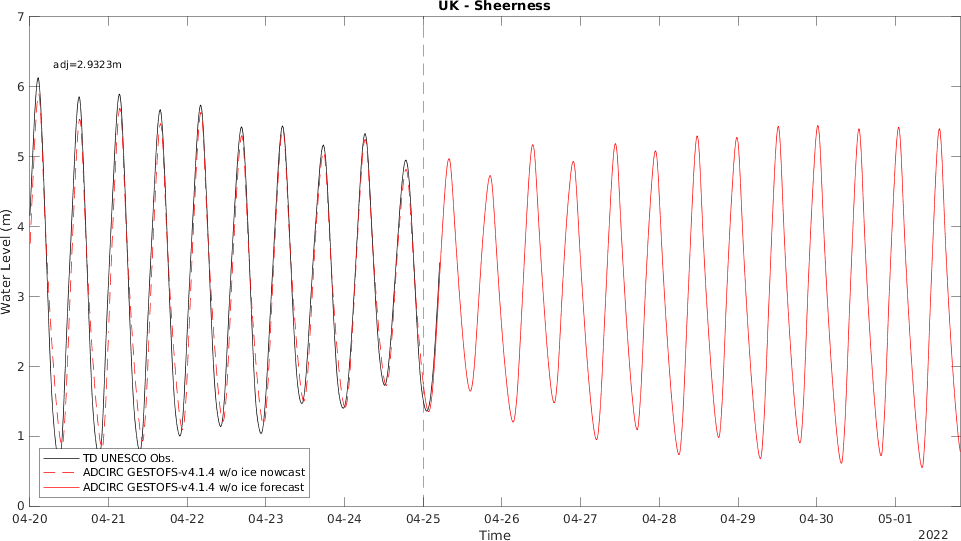 UK - Sheerness
adj=2.9323m
Water Level (m)
7
6
5
4
3
2
1
0
TD UNESCO Obs.
ADCIRC GESTOFS-v4.1.4 w/o ice nowcast
ADCIRC GESTOFS-v4.1.4 w/o ice forecast
04-20 04-21 04-22 04-23 04-24 04-25 04-26 04-27 04-28 04-29 04-30 05-01
Time
2022